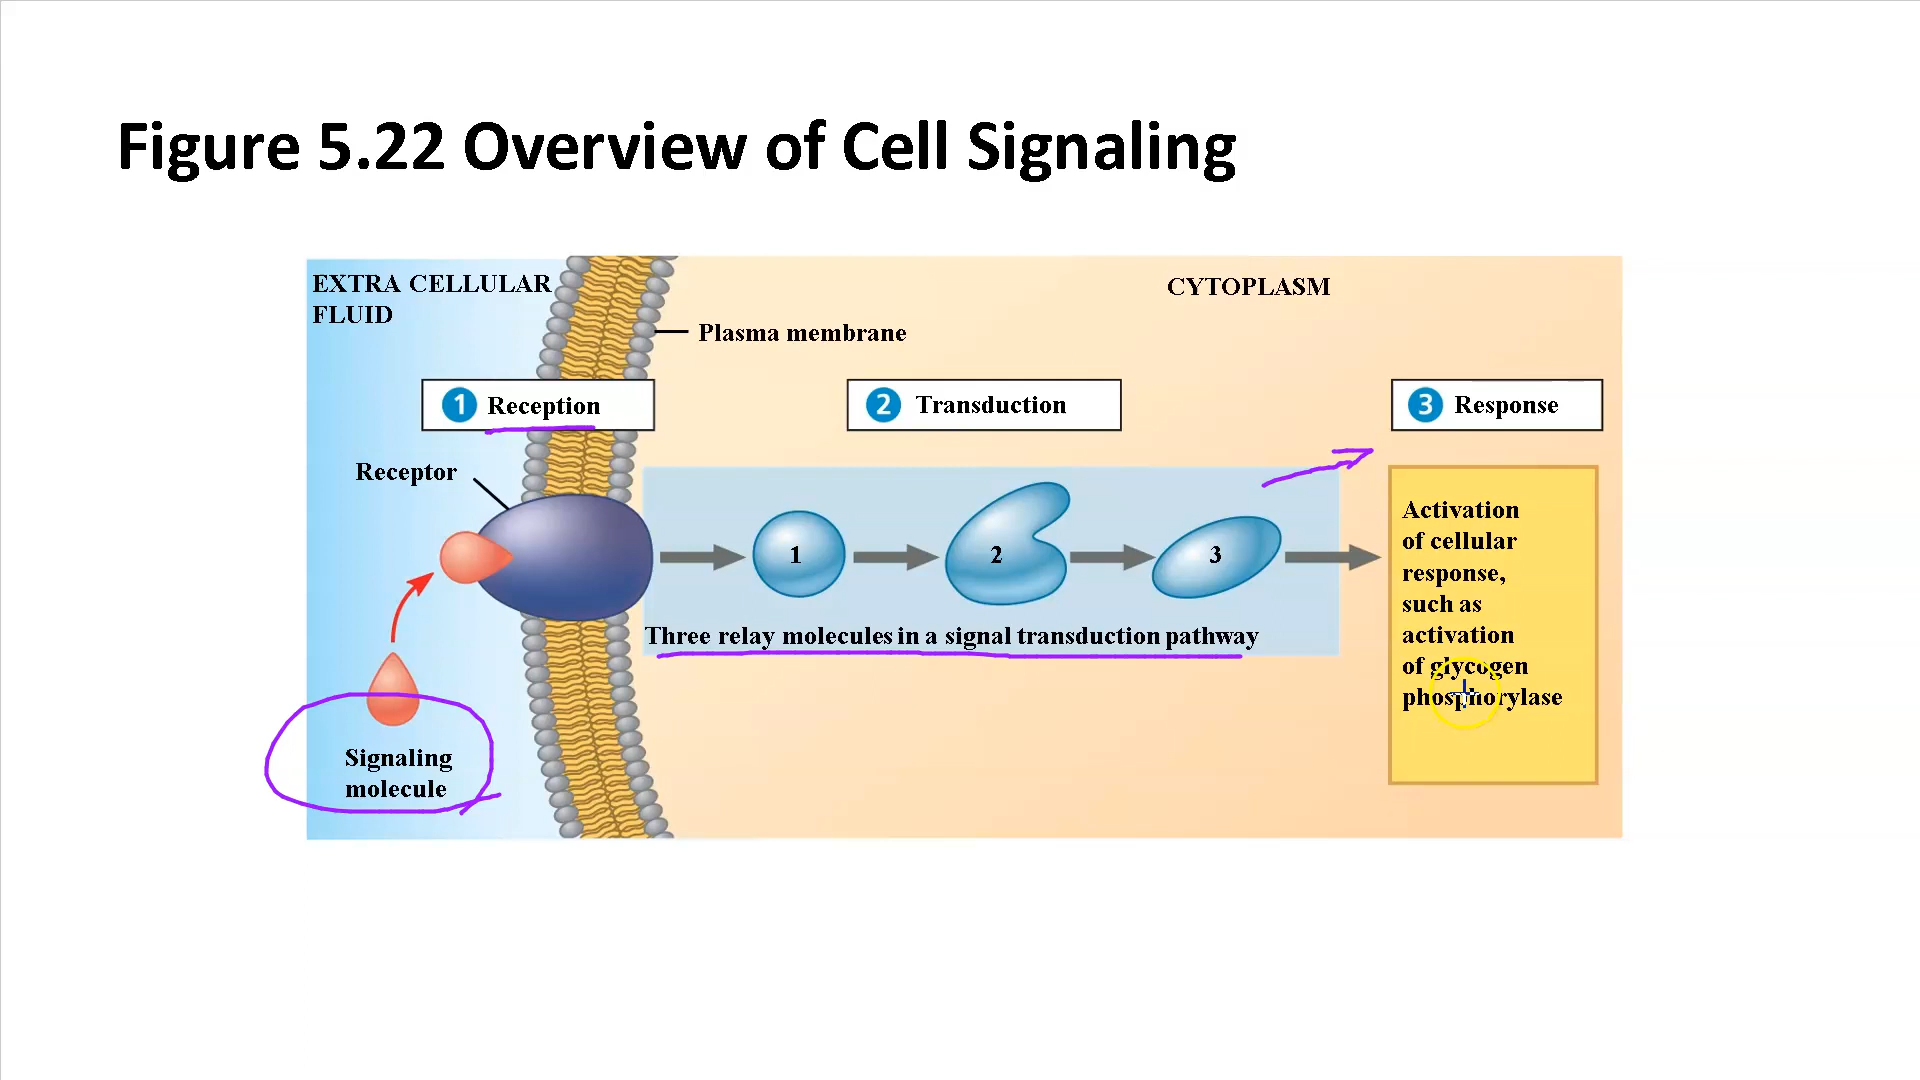 Figure 5.22 Overview of Cell Signaling
EXTRA CELLULAR
FLUID
CYTOPLASM
Plasma membrane
1 Reception
2 Transduction
3 Response
Receptor
1
2
3
Three relay molecules in a signal transduction pathway
Activation
of cellular
response,
such as
activation
of glycogen
phosphorylase
Signaling
molecule